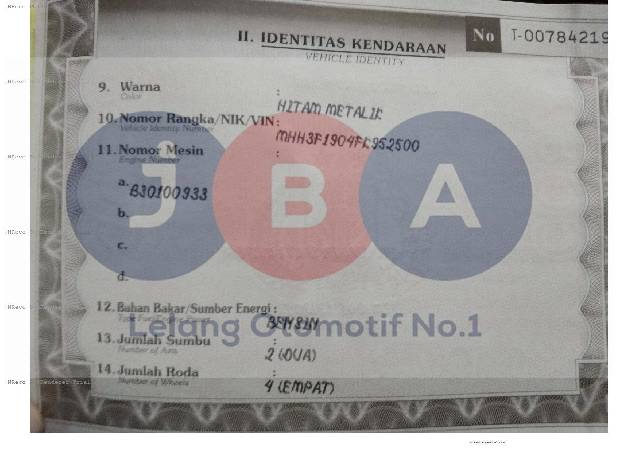 No T-00784219
II. IDENTITAS KENDARAAN
VEHICLE IDENTITY
9. Warna :
Color
HITAM METALIK
10. Nomor Rangka/NIK/VIN:
Vehicle Identity Number
MHH3F1904FK952500
11. Nomor Mesin :
Engine Number
a. B30100933
b.
c.
d.
j B A
12. Bahan Bakar/Sumber Energi :
BENSIN
Lelang Otomotif No.1
13. Jumlah Sumbu :
Number of Axis
2 (DUA)
14. Jumlah Roda :
Number of Wheels
4 (EMPAT)